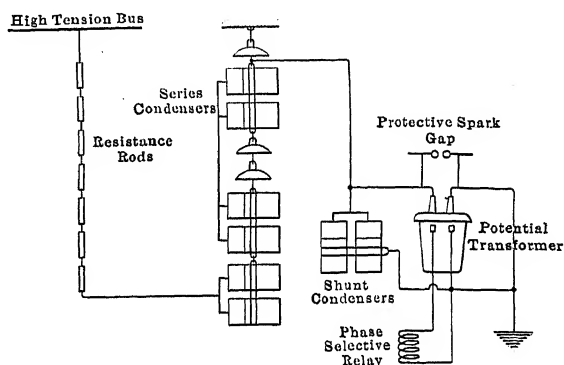 High Tension Bus
Series
Condensers
Resistance
Rods
Protective Spark
Gap
Potential
Transformer
Shunt
Condensers
Phase
Selective
Relay